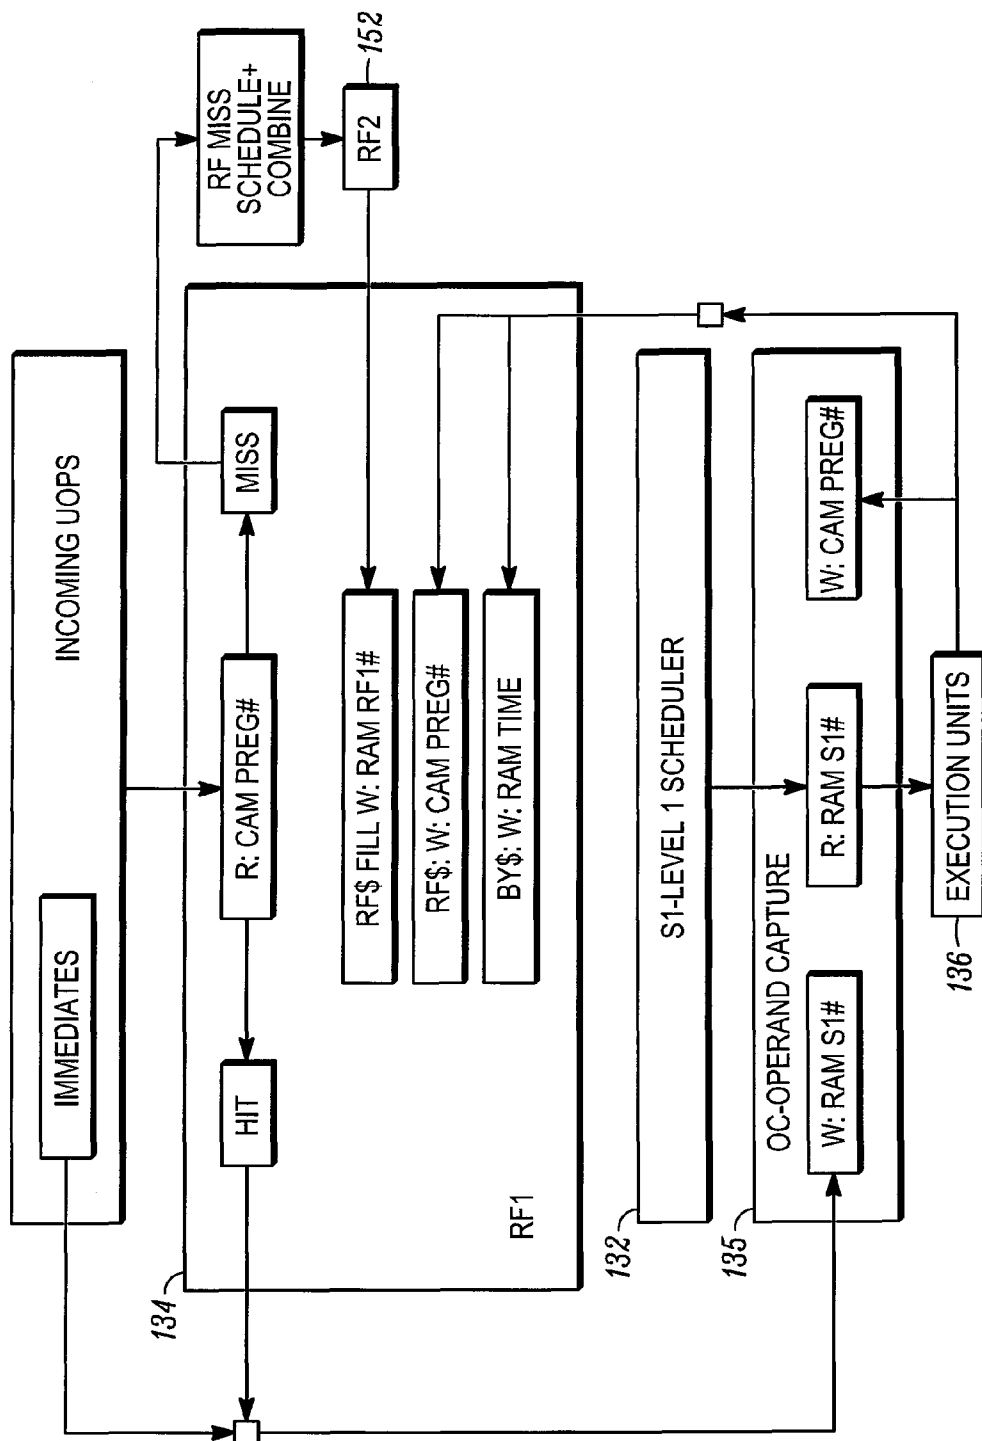 INCOMING UOPS
IMMEDIATES
134
HIT
R: CAM PREG#
MISS
RF MISS
SCHEDULE+
COMBINE
RF2
152
RF$ FILL W: RAM RF1#
RF$: W: CAM PREG#
BY$: W: RAM TIME
RF1
132
S1-LEVEL 1 SCHEDULER
135
OC-OPERAND CAPTURE
W: RAM S1#
R: RAM S1#
W: CAM PREG#
136
EXECUTION UNITS